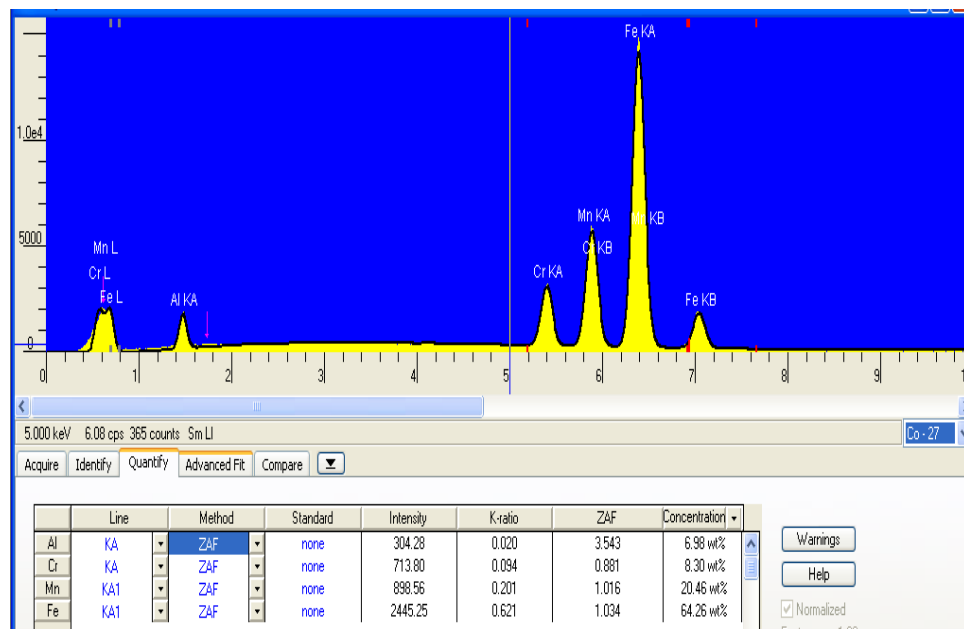 Fe KA
1.0e4
Mn KA
Mn KB
5000
Mn L
Cr KB
Cr L
Cr KA
Fe L
Al KA
Fe KB
0
0 1 2 3 4 5 6 7 8 9
5.000 keV 6.08 cps 365 counts Sm Ll Co - 27
Acquire Identify Quantify Advanced Fit Compare
Line Method Standard Intensity K-ratio ZAF Concentration
Al KA ZAF none 304.28 0.020 3.543 6.98 wt%
Warnings
Cr KA ZAF none 713.80 0.094 0.881 8.30 wt%
Help
Mn KA1 ZAF none 898.56 0.201 1.016 20.46 wt%
Fe KA1 ZAF none 2445.25 0.621 1.034 64.26 wt%
Normalized